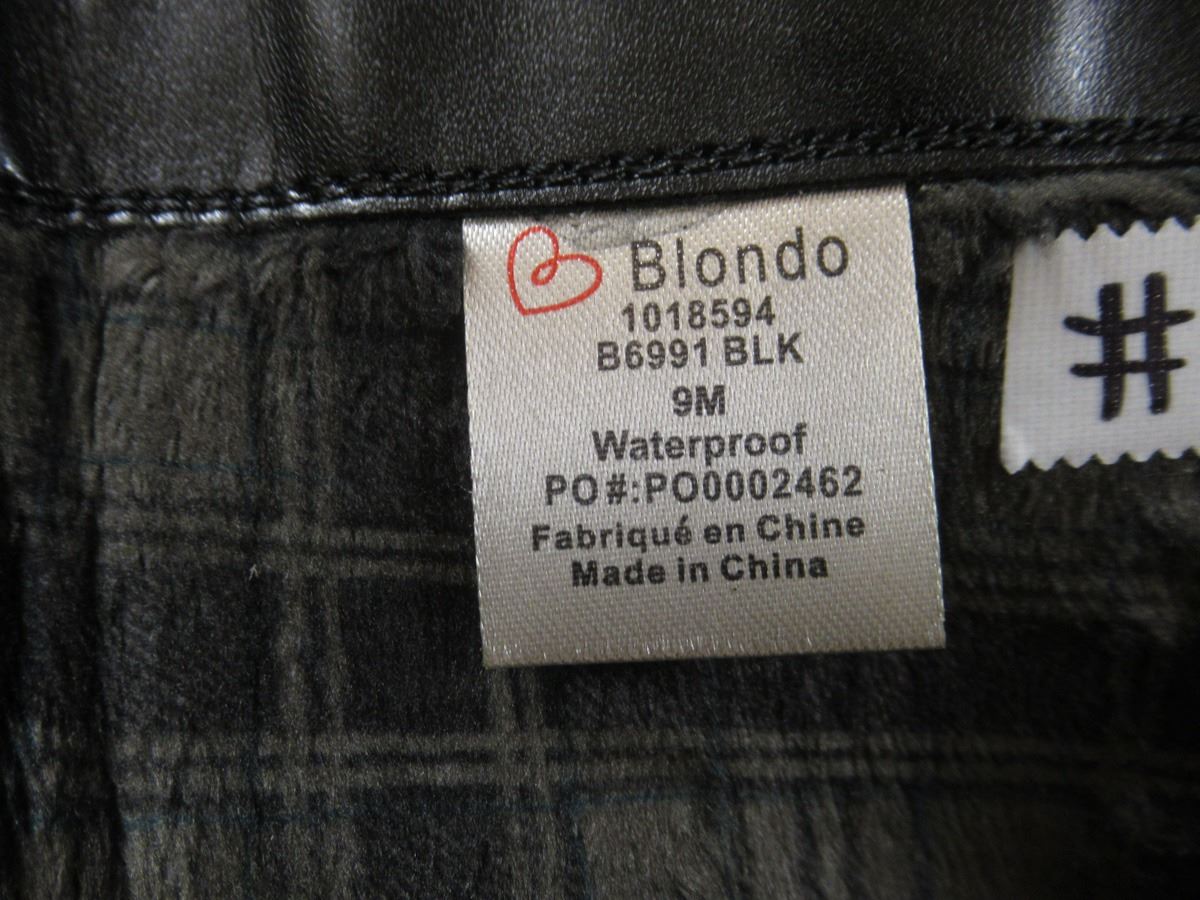 Blondo
1018594
B6991 BLK
9M
Waterproof
PO#:PO0002462
Fabriqué en Chine
Made in China
#